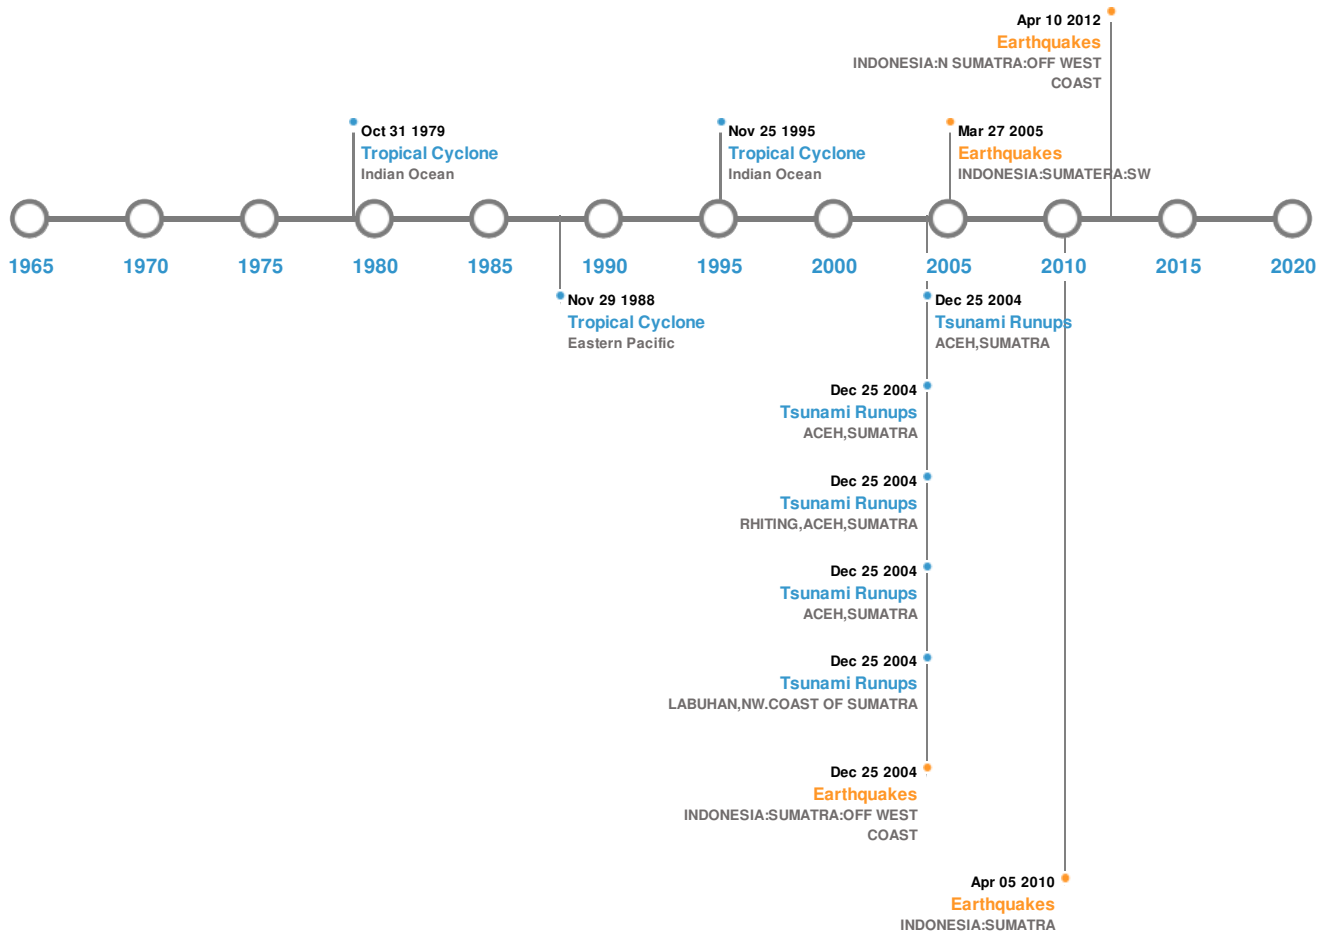 Apr 10 2012
Earthquakes
INDONESIA:N SUMATRA:OFF WEST
COAST
Oct 31 1979
Tropical Cyclone
Indian Ocean
Nov 25 1995
Tropical Cyclone
Indian Ocean
Mar 27 2005
Earthquakes
INDONESIA:SUMATERA:SW
1965 1970 1975 1980 1985 1990 1995 2000 2005 2010 2015 2020
Nov 29 1988
Tropical Cyclone
Eastern Pacific
Dec 25 2004
Tsunami Runups
ACEH,SUMATRA
Dec 25 2004
Tsunami Runups
ACEH,SUMATRA
Dec 25 2004
Tsunami Runups
RHITING,ACEH,SUMATRA
Dec 25 2004
Tsunami Runups
ACEH,SUMATRA
Dec 25 2004
Tsunami Runups
LABUHAN,NW.COAST OF SUMATRA
Dec 25 2004
Earthquakes
INDONESIA:SUMATRA:OFF WEST
COAST
Apr 05 2010
Earthquakes
INDONESIA:SUMATRA